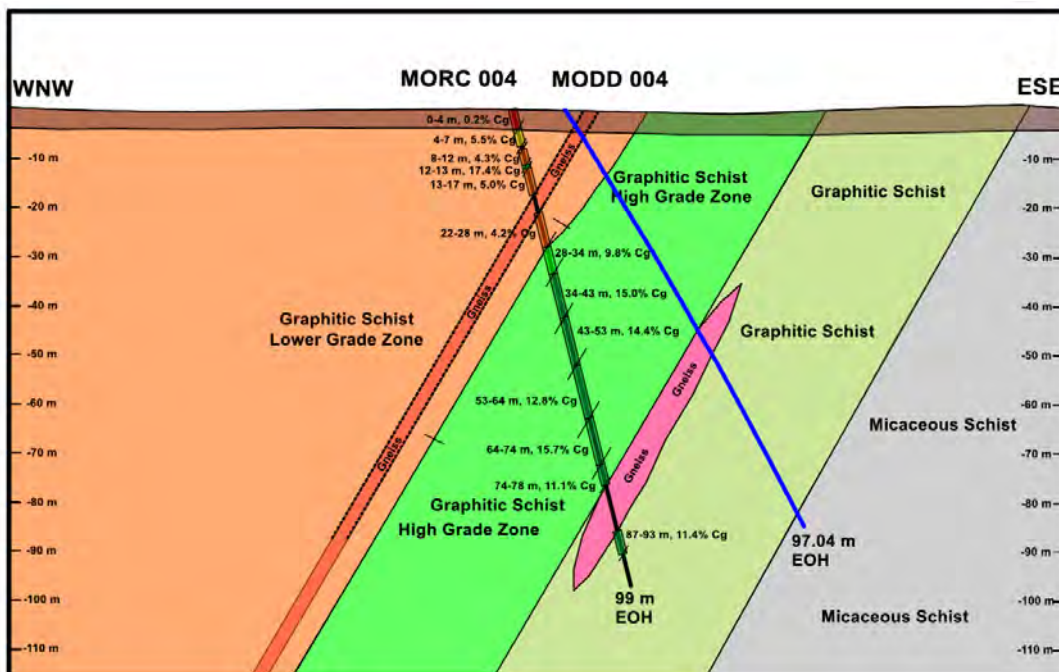 WNW
MORC 004
MODD 004
ESE
0-4 m, 0.2% Cg
4-7 m, 5.5% Cg
8-12 m, 4.3% Cg
12-13 m, 17.4% Cg
13-17 m, 5.0% Cg
22-28 m, 4.2% Cg
28-34 m, 9.8% Cg
34-43 m, 15.0% Cg
43-53 m, 14.4% Cg
53-64 m, 12.8% Cg
64-74 m, 15.7% Cg
74-78 m, 11.1% Cg
87-93 m, 11.4% Cg
-10 m
-20 m
-30 m
-40 m
-50 m
-60 m
-70 m
-80 m
-90 m
-100 m
-110 m
Graphitic Schist
Lower Grade Zone
Gneiss
Gneiss
Gneiss
Graphitic Schist
High Grade Zone
Graphitic Schist
High Grade Zone
Gneiss
Gneiss
Graphitic Schist
Graphitic Schist
Micaceous Schist
Micaceous Schist
99 m
EOH
97.04 m
EOH
-10 m
-20 m
-30 m
-40 m
-50 m
-60 m
-70 m
-80 m
-90 m
-100 m
-110 m